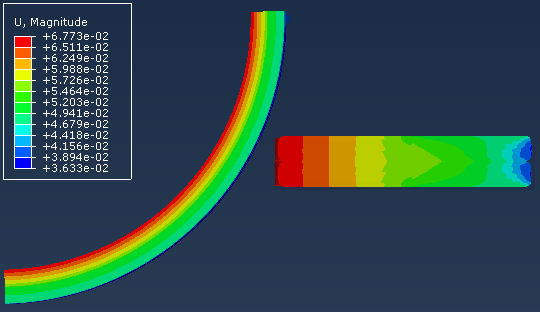 U, Magnitude
+6.773e-02
+6.511e-02
+6.249e-02
+5.988e-02
+5.726e-02
+5.464e-02
+5.203e-02
+4.941e-02
+4.679e-02
+4.418e-02
+4.156e-02
+3.894e-02
+3.633e-02